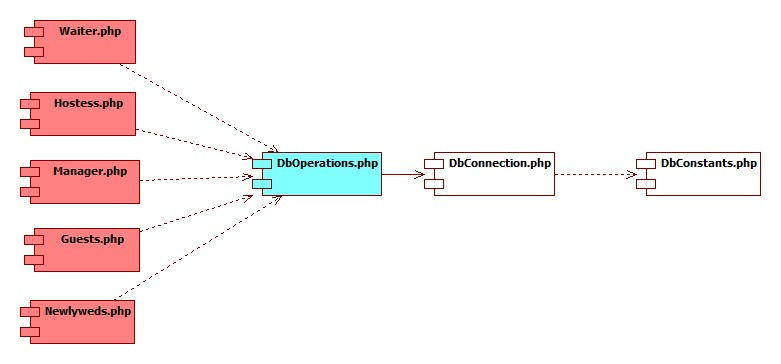 Waiter.php
Hostess.php
Manager.php
Guests.php
Newlyweds.php
DbOperations.php
DbConnection.php
DbConstants.php